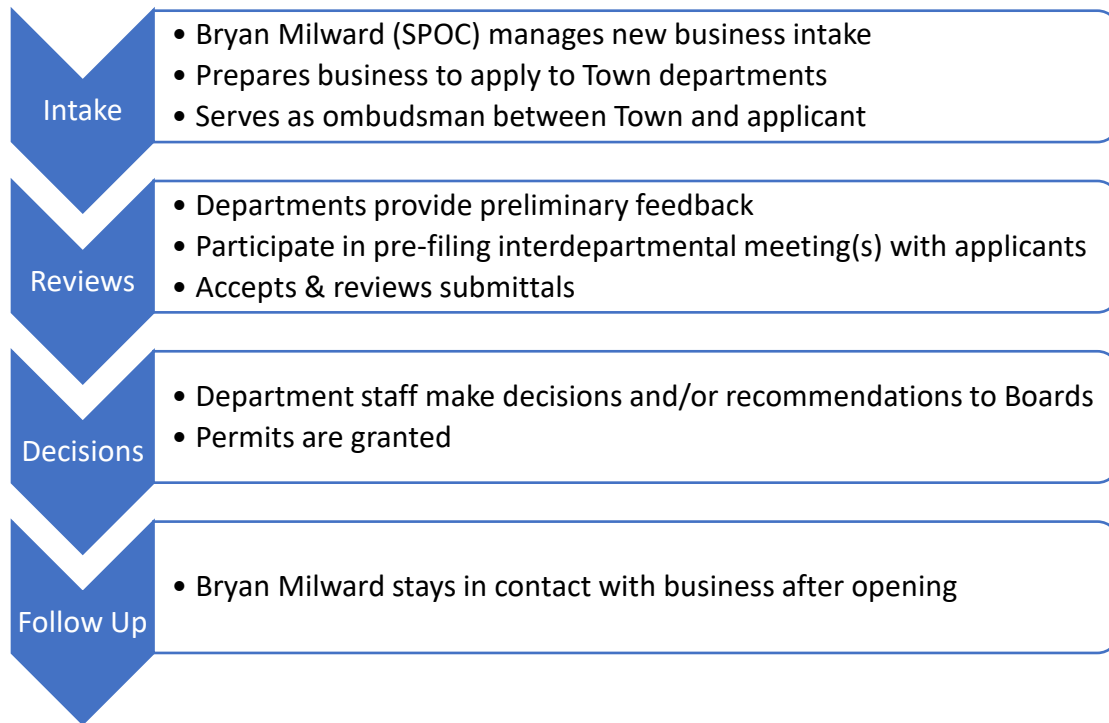 Intake
• Bryan Milward (SPOC) manages new business intake
• Prepares business to apply to Town departments
• Serves as ombudsman between Town and applicant
Reviews
• Departments provide preliminary feedback
• Participate in pre-filing interdepartmental meeting(s) with applicants
• Accepts & reviews submittals
Decisions
• Department staff make decisions and/or recommendations to Boards
• Permits are granted
Follow Up
• Bryan Milward stays in contact with business after opening